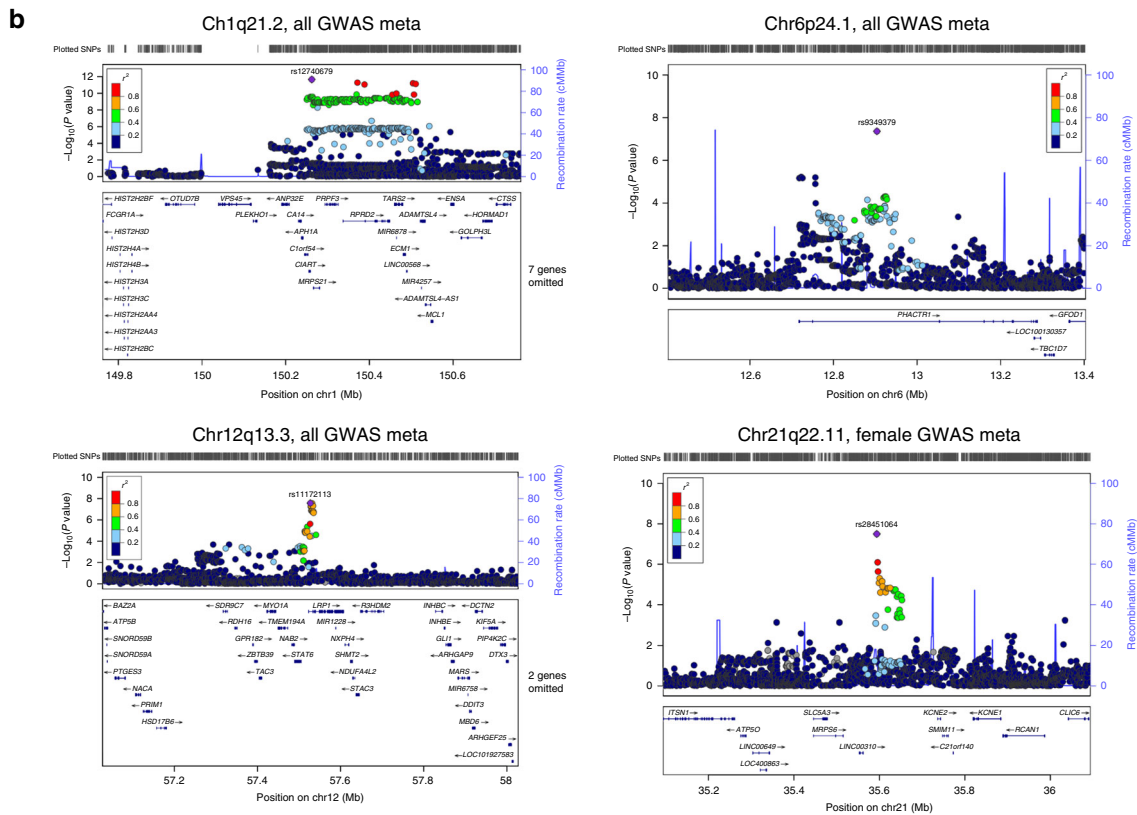 b
Ch1q21.2, all GWAS meta
Plotted SNPs
rs12740679
r²
0.8
0.6
0.4
0.2
12
10
8
6
4
2
0
−Log₁₀(P value)
100
80
60
40
20
0
Recombination rate (cMMb)
←HIST2H2BF ←OTUD7B VPS45→ ←ANP32E PRPF3→ TARS2→ ←ENSA ←CTSS
FCGR1A→ PLEKHO1→ ←CA14 RPRD2→ ADAMTSL4→ ←HORMAD1
←HIST2H3D ←APH1A MIR6878→ ←GOLPH3L
HIST2H4A→ C1orf54→ ECM1→
HIST2H4B→ CIART→ LINC00568→
←HIST2H3A MRPS21→ MIR4257→
←HIST2H3C ←ADAMTSL4−AS1
←HIST2H2AA4 ←MCL1
←HIST2H2AA3
←HIST2H2BC
7 genes
omitted
149.8 150 150.2 150.4 150.6
Position on chr1 (Mb)
Chr6p24.1, all GWAS meta
Plotted SNPs
rs9349379
r²
0.8
0.6
0.4
0.2
10
8
6
4
2
0
−Log₁₀(P value)
100
80
60
40
20
0
Recombination rate (cMMb)
PHACTR1→ ←GFOD1
←LOC100130357
←TBC1D7
12.6 12.8 13 13.2 13.4
Position on chr6 (Mb)
Chr12q13.3, all GWAS meta
Plotted SNPs
rs11172113
r²
0.8
0.6
0.4
0.2
10
8
6
4
2
0
−Log₁₀(P value)
100
80
60
40
20
0
Recombination rate (cMMb)
←BAZ2A ←SDR9C7 ←MYO1A LRP1→ ←R3HDM2 INHBC→ ←DCTN2
←ATP5B ←RDH16 ←TMEM194A MIR1228→ INHBE→ KIF5A→
←SNORD59B GPR182→ ←NAB2 NXPH4→ GLI1→ PIP4K2C→
←SNORD59A ←ZBTB39 ←STAT6 SHMT2→ ←ARHGAP9 DTX3→
←PTGES3 ←TAC3 ←NDUFA4L2 MARS→
←NACA ←STAC3 MIR6758→
←PRIM1 ←DDIT3
HSD17B6→ ←MBD6
ARHGEF25→
←LOC101927583
2 genes
omitted
57.2 57.4 57.6 57.8 58
Position on chr12 (Mb)
Chr21q22.11, female GWAS meta
Plotted SNPs
rs28451064
r²
0.8
0.6
0.4
0.2
10
8
6
4
2
0
−Log₁₀(P value)
100
80
60
40
20
0
Recombination rate (cMMb)
ITSN1→ SLC5A3→ KCNE2→ ←KCNE1 CLIC6→
←ATP5O ←MRPS6 SMIM11→ ←RCAN1
LINC00649→ LINC00310→ ←C21orf140
LOC400863→
35.2 35.4 35.6 35.8 36
Position on chr21 (Mb)